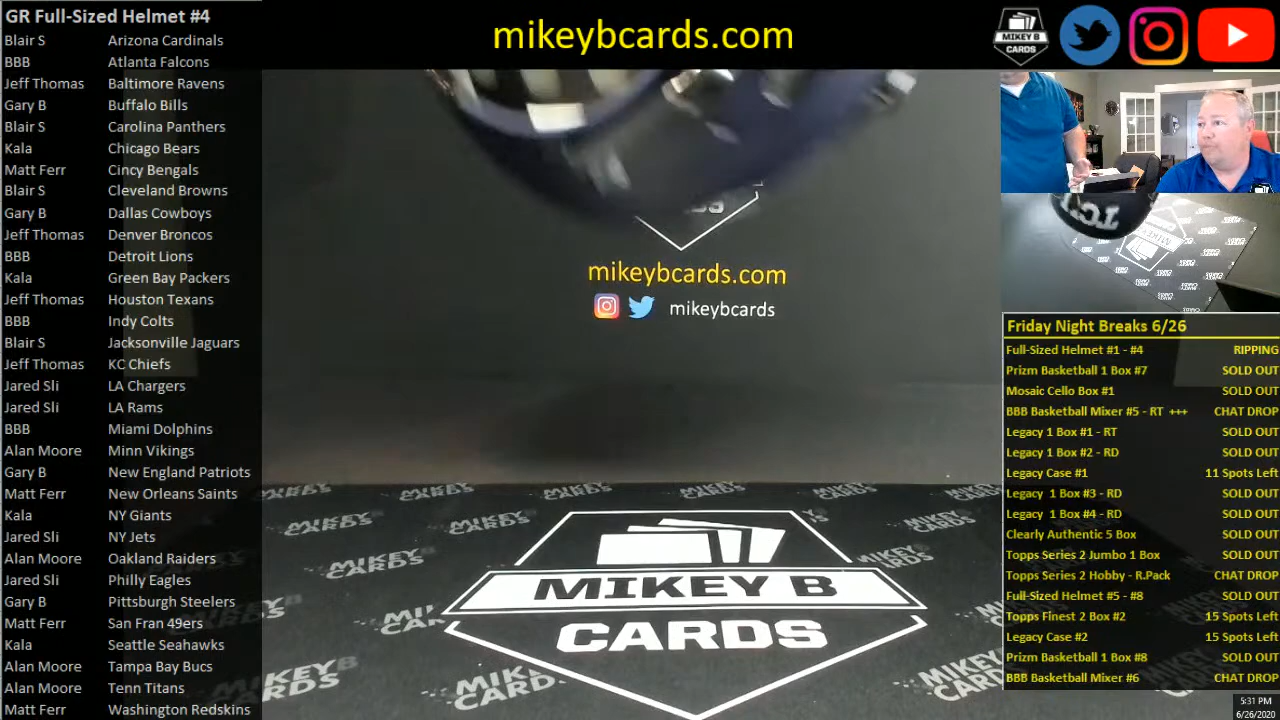 GR Full-Sized Helmet #4
Blair S Arizona Cardinals
BBB Atlanta Falcons
Jeff Thomas Baltimore Ravens
Gary B Buffalo Bills
Blair S Carolina Panthers
Kala Chicago Bears
Matt Ferr Cincy Bengals
Blair S Cleveland Browns
Gary B Dallas Cowboys
Jeff Thomas Denver Broncos
BBB Detroit Lions
Kala Green Bay Packers
Jeff Thomas Houston Texans
BBB Indy Colts
Blair S Jacksonville Jaguars
Jeff Thomas KC Chiefs
Jared Sli LA Chargers
Jared Sli LA Rams
BBB Miami Dolphins
Alan Moore Minn Vikings
Gary B New England Patriots
Matt Ferr New Orleans Saints
Kala NY Giants
Jared Sli NY Jets
Alan Moore Oakland Raiders
Jared Sli Philly Eagles
Gary B Pittsburgh Steelers
Matt Ferr San Fran 49ers
Kala Seattle Seahawks
Alan Moore Tampa Bay Bucs
Alan Moore Tenn Titans
Matt Ferr Washington Redskins
mikeybcards.com
MIKEY B
CARDS
mikeybcards.com
mikeybcards
MIKEY B
CARDS
Friday Night Breaks 6/26
Full-Sized Helmet #1 - #4 RIPPING
Prizm Basketball 1 Box #7 SOLD OUT
Mosaic Cello Box #1 SOLD OUT
BBB Basketball Mixer #5 - RT +++ CHAT DROP
Legacy 1 Box #1 - RT SOLD OUT
Legacy 1 Box #2 - RD SOLD OUT
Legacy Case #1 11 Spots Left
Legacy 1 Box #3 - RD SOLD OUT
Legacy 1 Box #4 - RD SOLD OUT
Clearly Authentic 5 Box SOLD OUT
Topps Series 2 Jumbo 1 Box SOLD OUT
Topps Series 2 Hobby - R.Pack CHAT DROP
Full-Sized Helmet #5 - #8 SOLD OUT
Topps Finest 2 Box #2 15 Spots Left
Legacy Case #2 15 Spots Left
Prizm Basketball 1 Box #8 SOLD OUT
BBB Basketball Mixer #6 CHAT DROP
5:31 PM
6/26/2020